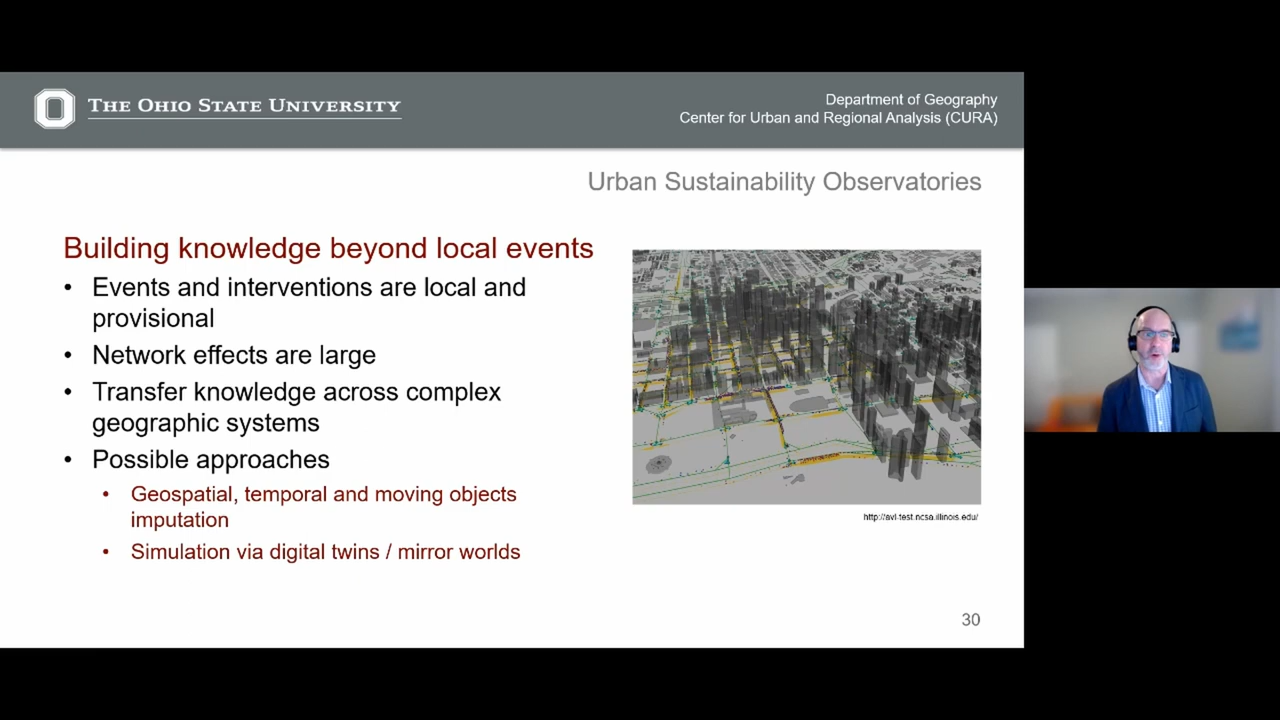 THE OHIO STATE UNIVERSITY
Department of Geography
Center for Urban and Regional Analysis (CURA)
Urban Sustainability Observatories
Building knowledge beyond local events
• Events and interventions are local and
provisional
• Network effects are large
• Transfer knowledge across complex
geographic systems
• Possible approaches
• Geospatial, temporal and moving objects
imputation
• Simulation via digital twins / mirror worlds
http://avl-test.ncsa.illinois.edu/
30